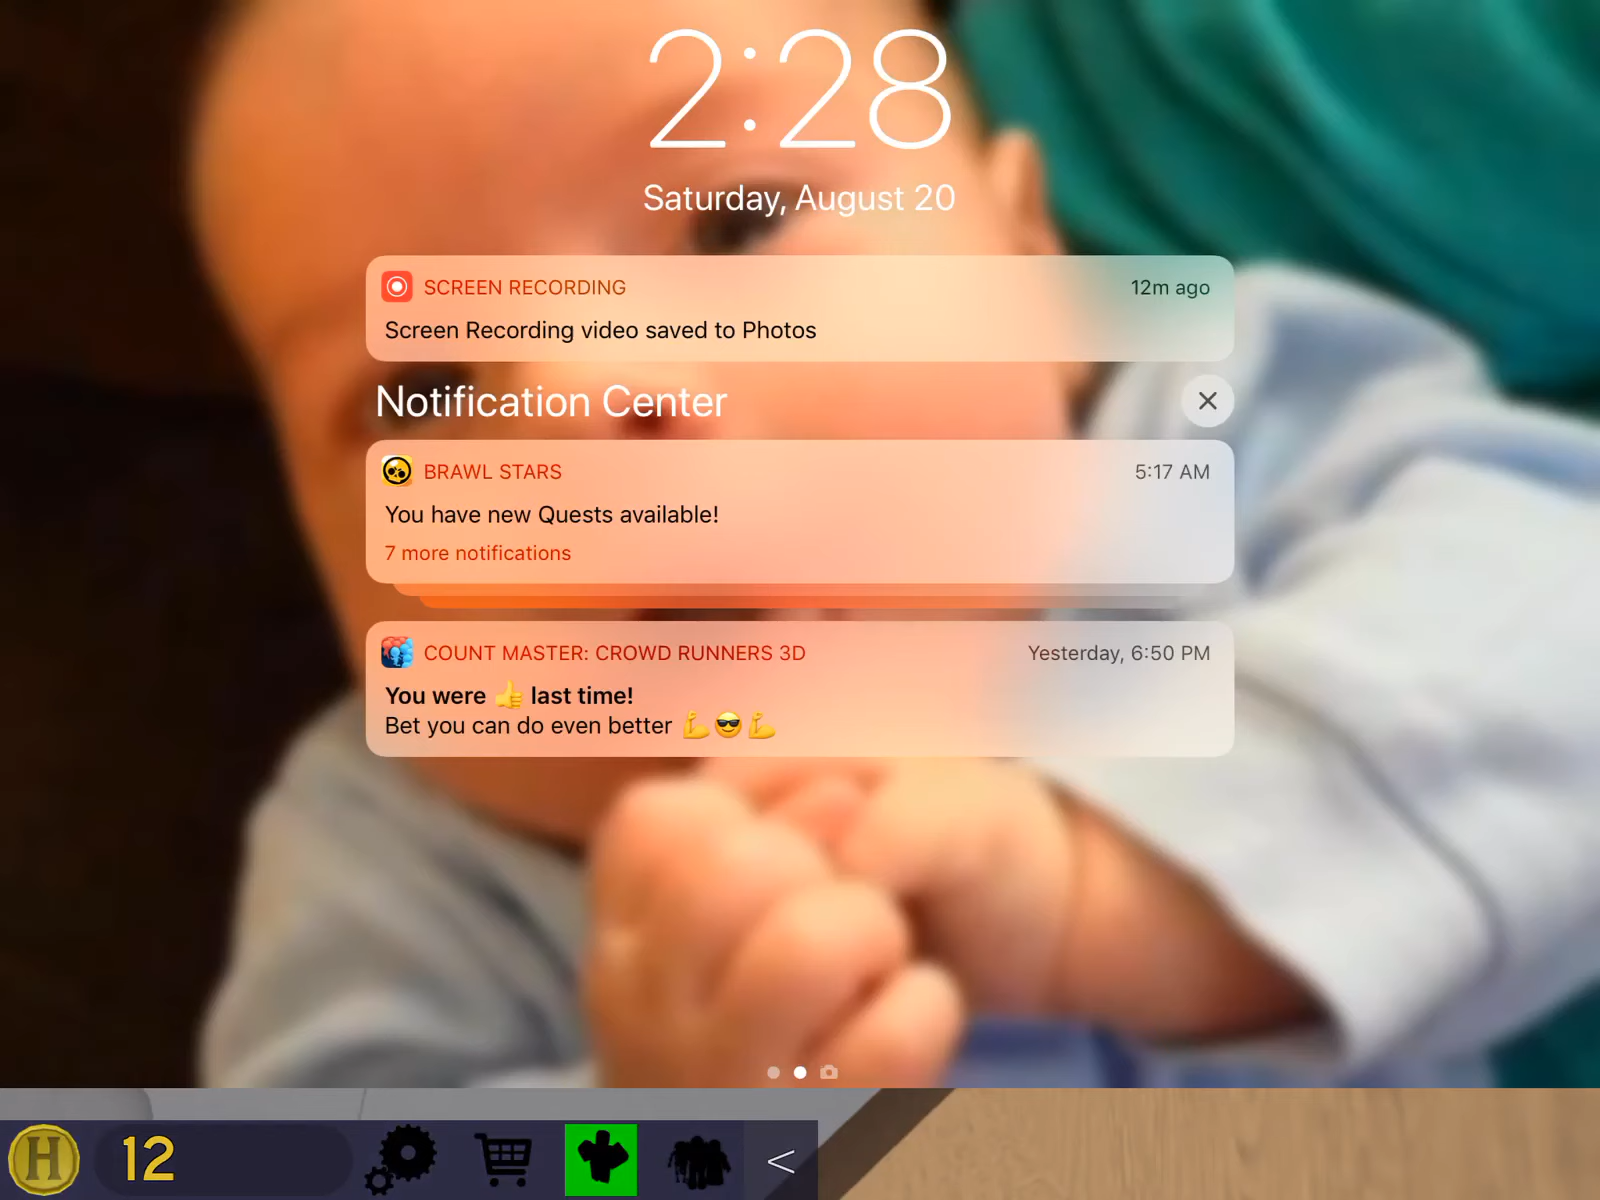 2:28
Saturday, August 20
SCREEN RECORDING
12m ago
Screen Recording video saved to Photos
Notification Center
BRAWL STARS
5:17 AM
You have new Quests available!
7 more notifications
COUNT MASTER: CROWD RUNNERS 3D
Yesterday, 6:50 PM
You were 👍 last time!
Bet you can do even better 💪😎💪
H
12
<